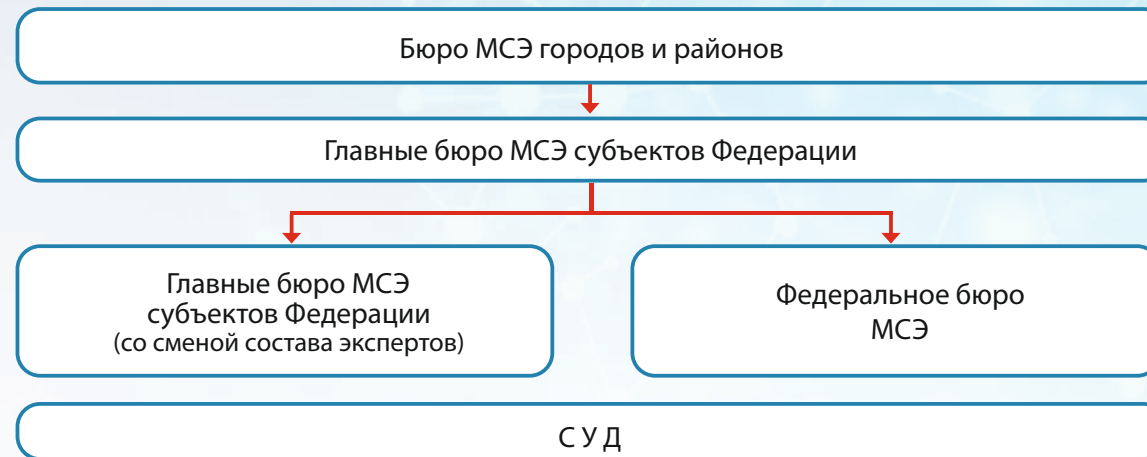 Бюро МСЭ городов и районов
Главные бюро МСЭ субъектов Федерации
Главные бюро МСЭ
субъектов Федерации
(со сменой состава экспертов)
Федеральное бюро
МСЭ
С У Д